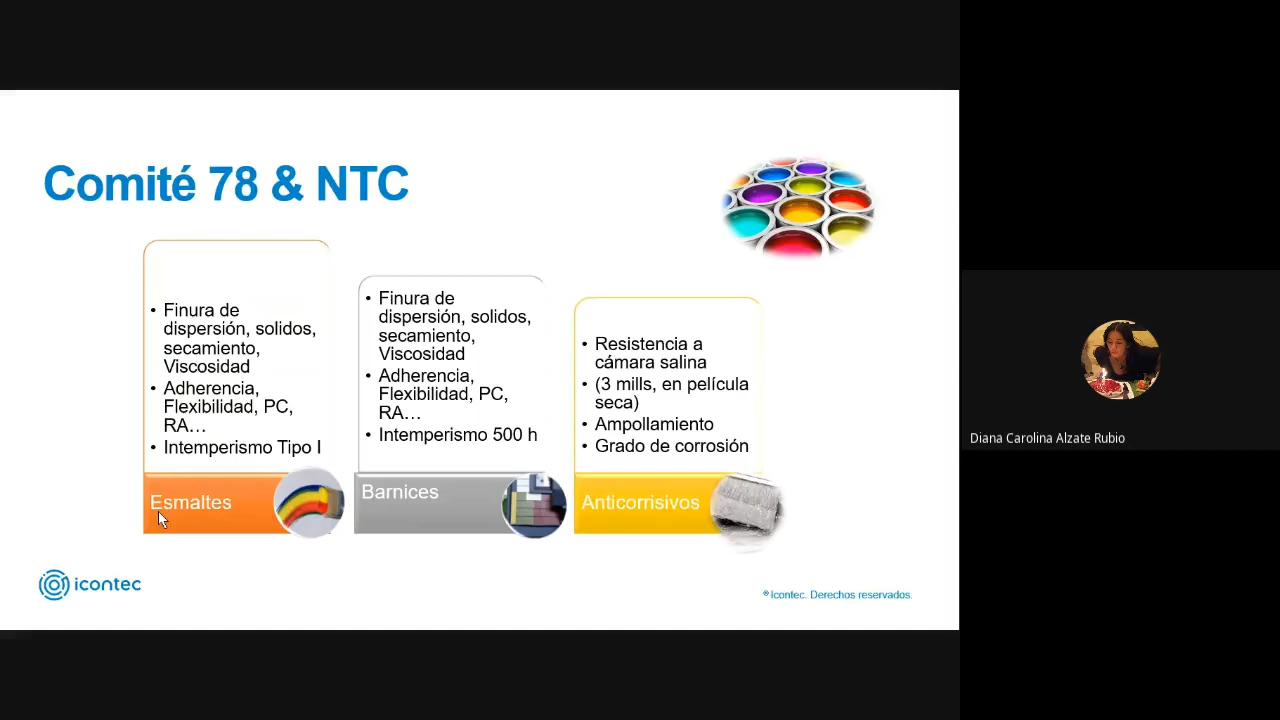 Comité 78 & NTC
• Finura de
dispersión, solidos,
secamiento,
Viscosidad
• Adherencia,
Flexibilidad, PC,
RA…
• Intemperismo Tipo I
Esmaltes
• Finura de
dispersión, solidos,
secamiento,
Viscosidad
• Adherencia,
Flexibilidad, PC,
RA…
• Intemperismo 500 h
Barnices
• Resistencia a
cámara salina
• (3 mills, en película
seca)
• Ampollamiento
• Grado de corrosión
Anticorrisivos
icontec
® Icontec. Derechos reservados.
Diana Carolina Alzate Rubio